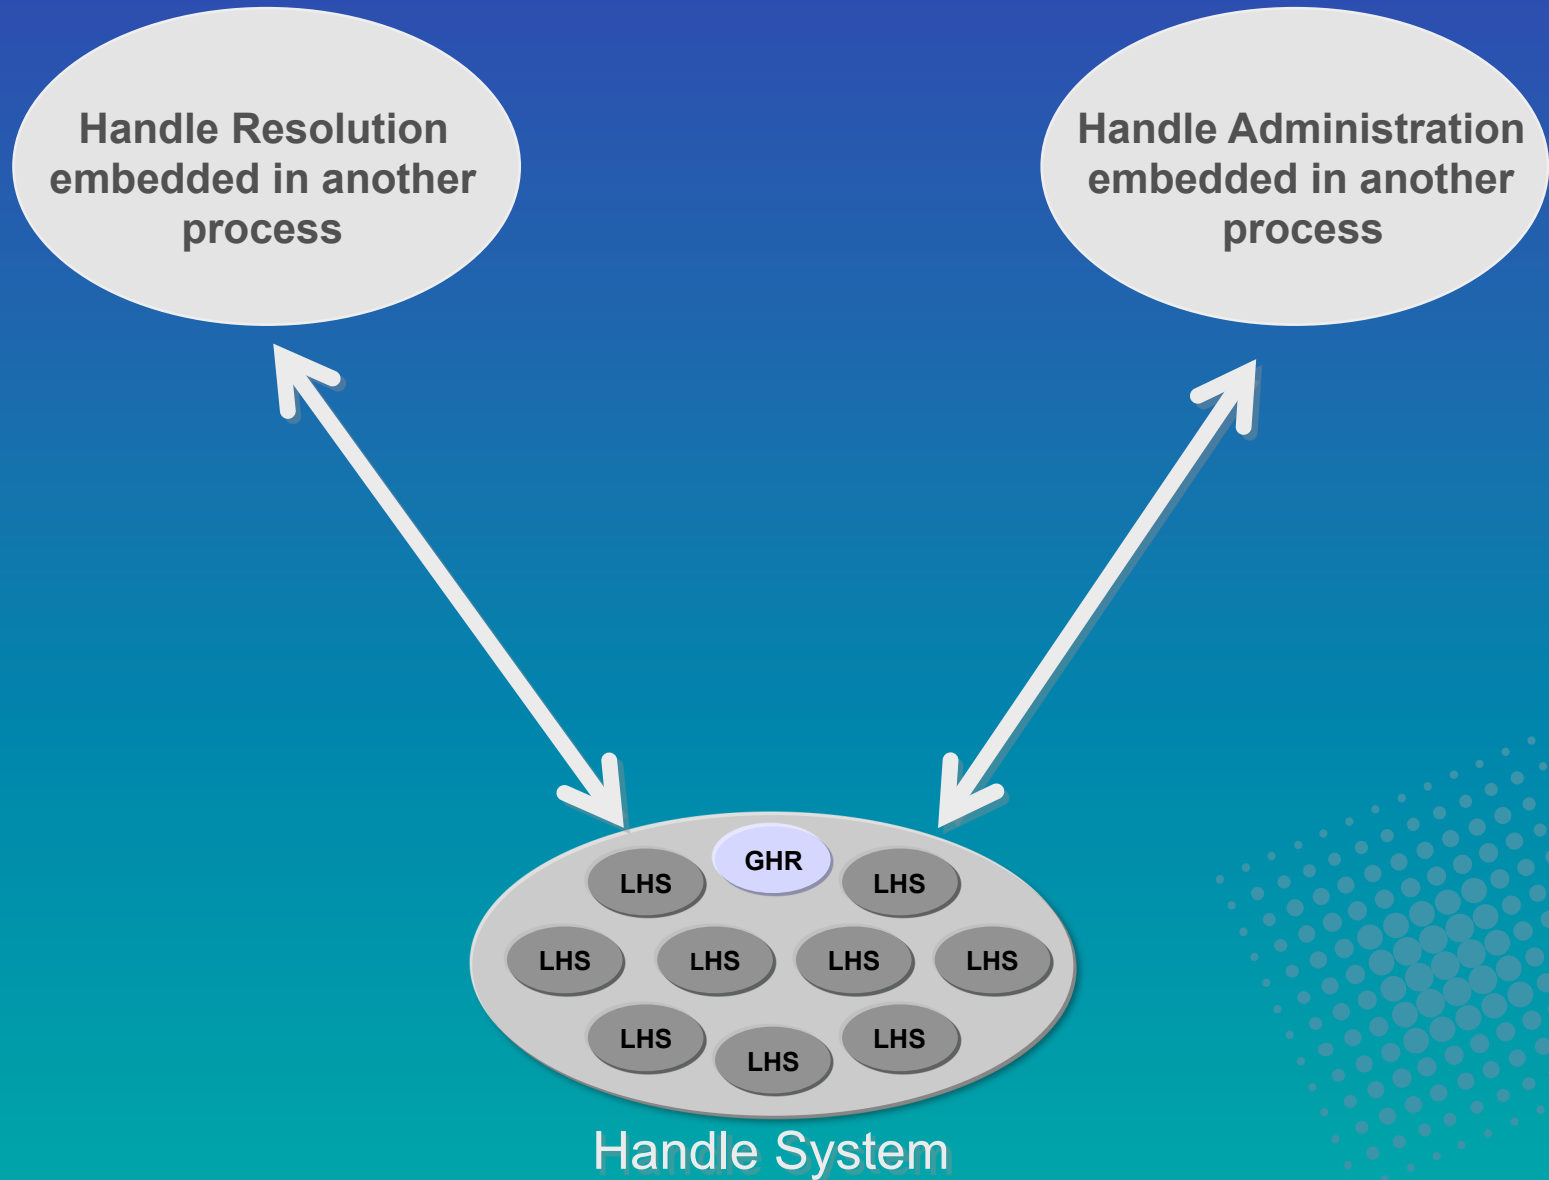 Handle Resolution
embedded in another
process
Handle Administration
embedded in another
process
GHR
LHS
LHS
LHS
LHS
LHS
LHS
LHS
LHS
LHS
Handle System